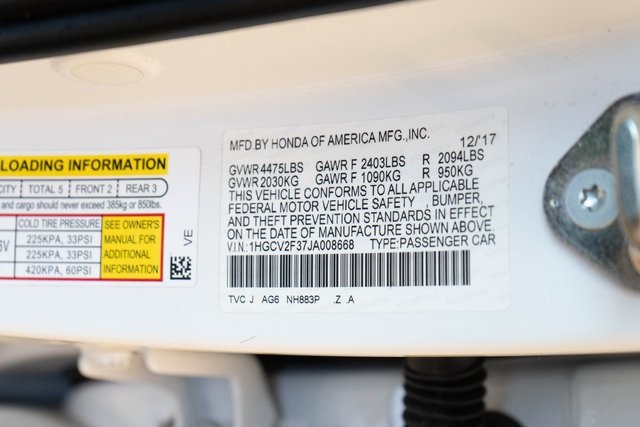 LOADING INFORMATION
CITY TOTAL 5 FRONT 2 REAR 3
and cargo should never exceed 385kg or 850lbs.
COLD TIRE PRESSURE
225KPA, 33PSI
225KPA, 33PSI
420KPA, 60PSI
SEE OWNER'S
MANUAL FOR
ADDITIONAL
INFORMATION
VE
MFD.BY HONDA OF AMERICA MFG.,INC. 12/'17
GVWR 4475LBS GAWR F 2403LBS R 2094LBS
GVWR 2030KG GAWR F 1090KG R 950KG
THIS VEHICLE CONFORMS TO ALL APPLICABLE
FEDERAL MOTOR VEHICLE SAFETY , BUMPER,
AND THEFT PREVENTION STANDARDS IN EFFECT
ON THE DATE OF MANUFACTURE SHOWN ABOVE.
V.I.N.:1HGCV2F37JA008668 TYPE:PASSENGER CAR
TVC J AG6 NH883P .Z .A